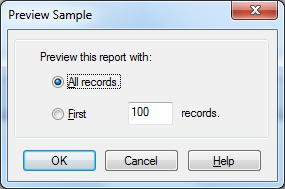 Preview Sample
Preview this report with:
All records.
First 100 records.
OK Cancel Help